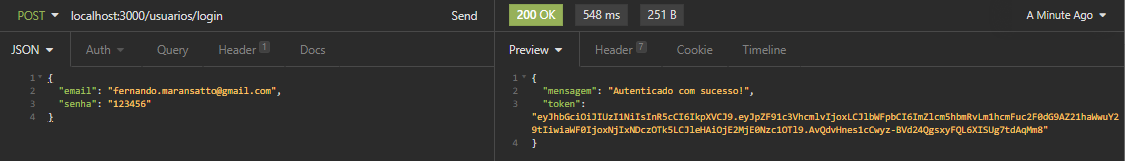 POST localhost:3000/usuarios/login Send 200 OK 548 ms 251 B A Minute Ago
JSON Auth Query Header 1 Docs Preview Header 7 Cookie Timeline
1 {
2 "email": "fernando.maransatto@gmail.com",
3 "senha": "123456"
4 }
1 {
2 "mensagem": "Autenticado com sucesso!",
3 "token":
"eyJhbGciOiJIUzI1NiIsInR5cCI6IkpXVCJ9.eyJpZF91c3VhcmlvIjoxLCJlbWFpbCI6ImZlcm5hbmRvLm1hcmFuc2F0dG9AZ21haWwuY2
9tIiwiaWF0IjoxNjIxNDczOTk5LCJleHAiOjE2MjE0Nzc1OTl9.AvQdvHnes1cCwyz-BVd24QgsxyFQL6XISUg7tdAqMm8"
4 }